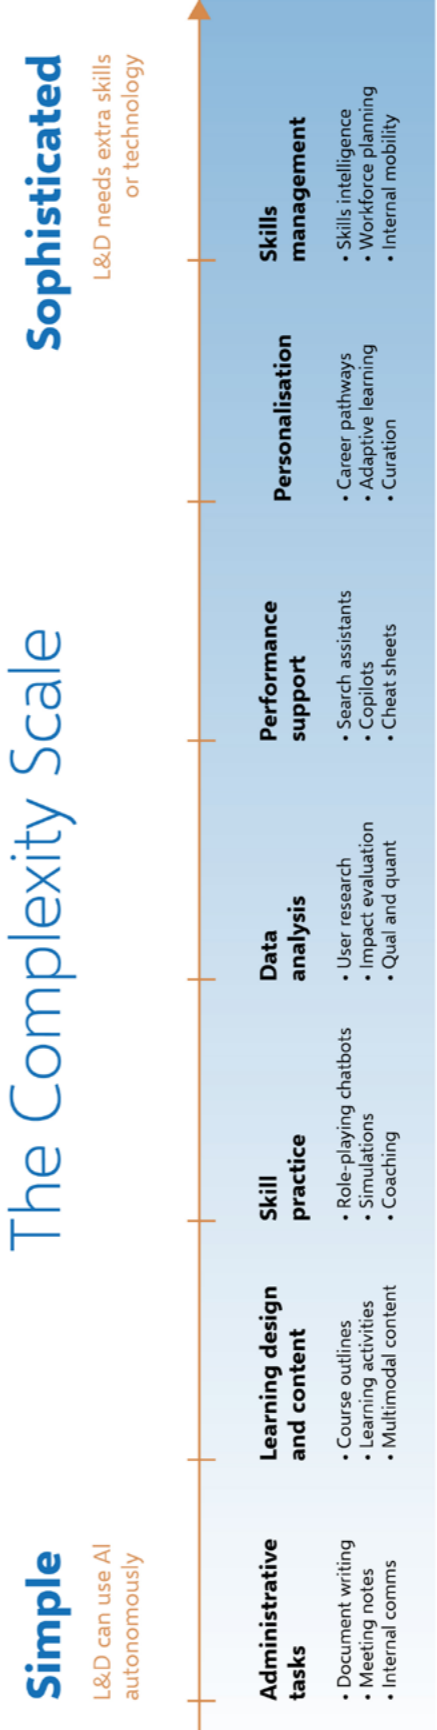 The Complexity Scale
Simple
L&D can use AI
autonomously
Sophisticated
L&D needs extra skills
or technology
Administrative
tasks
• Document writing
• Meeting notes
• Internal comms
Learning design
and content
• Course outlines
• Learning activities
• Multimodal content
Skill
practice
• Role-playing chatbots
• Simulations
• Coaching
Data
analysis
• User research
• Impact evaluation
• Qual and quant
Performance
support
• Search assistants
• Copilots
• Cheat sheets
Personalisation
• Career pathways
• Adaptive learning
• Curation
Skills
management
• Skills intelligence
• Workforce planning
• Internal mobility